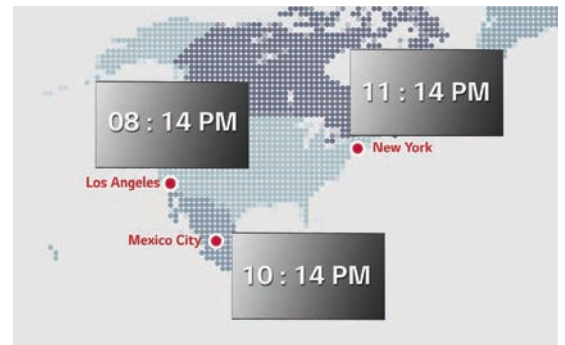 11 : 14 PM
08 : 14 PM
New York
Los Angeles
Mexico City
10 : 14 PM